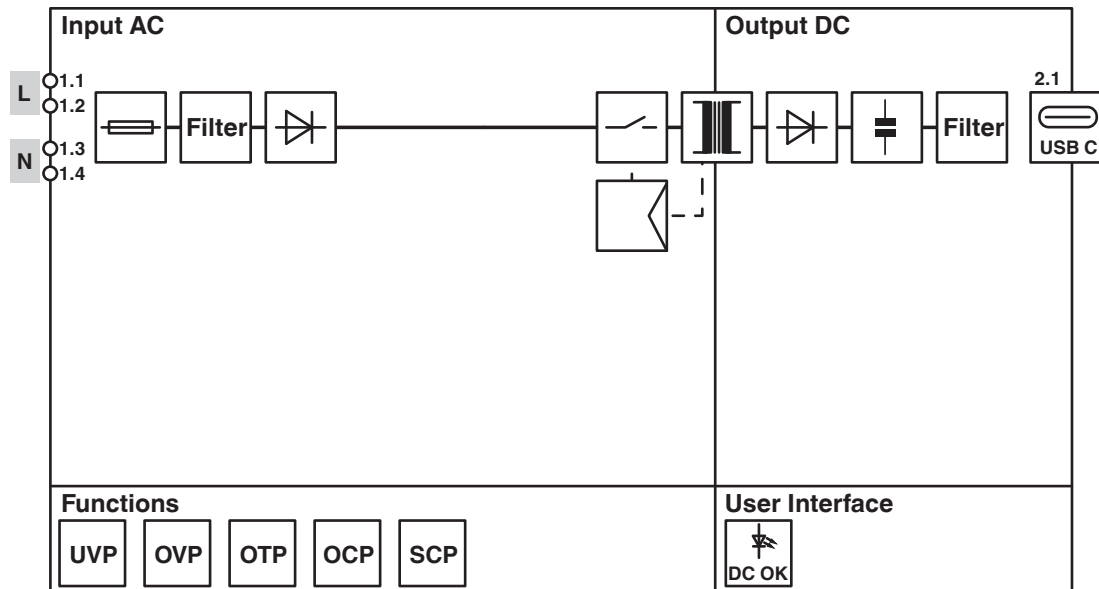 Input AC
Output DC
L
1.1
1.2
N
1.3
1.4
Filter
Filter
2.1
USB C
Functions
UVP
OVP
OTP
OCP
SCP
User Interface
DC OK